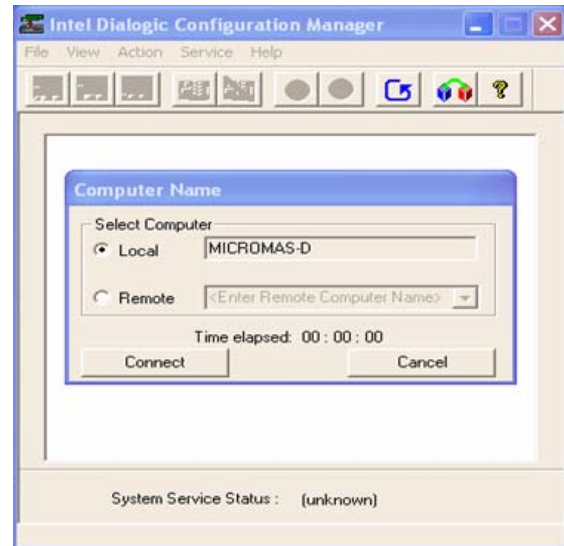 Intel Dialogic Configuration Manager
File View Action Service Help
Computer Name
Select Computer
Local MICROMAS-D
Remote <Enter Remote Computer Name>
Time elapsed: 00 : 00 : 00
Connect Cancel
System Service Status : (unknown)